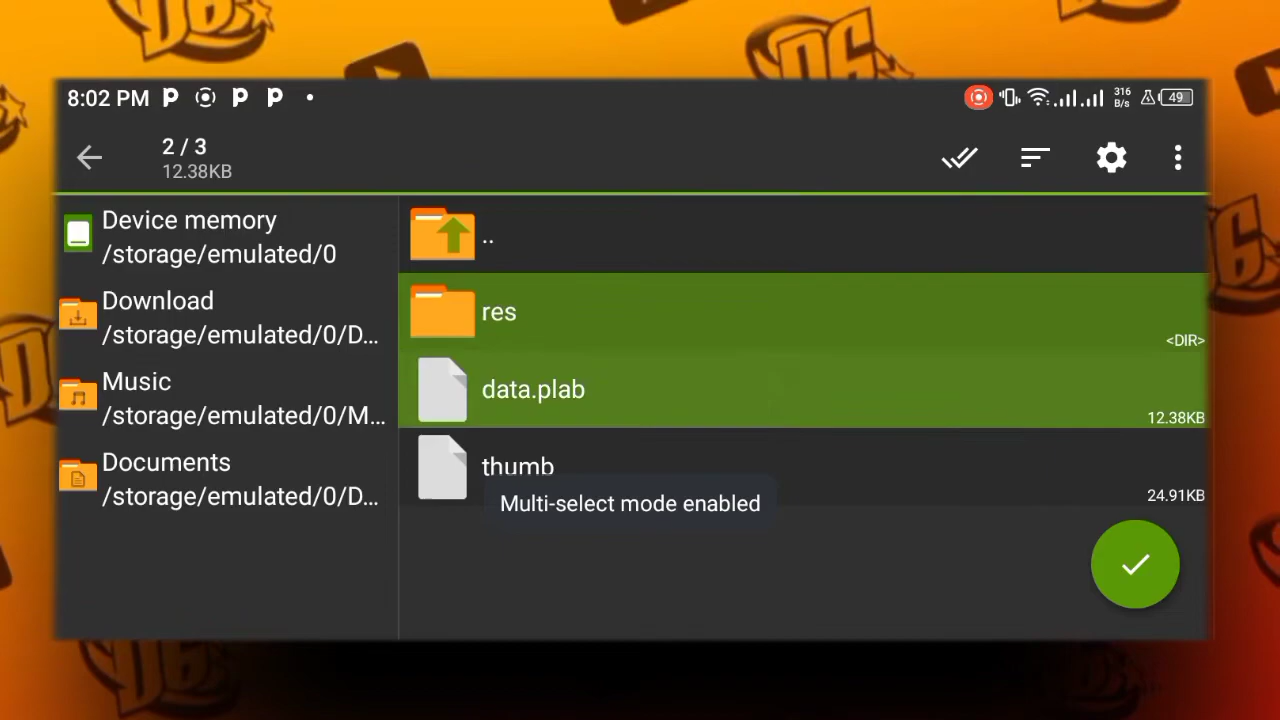 8:02 PM
316
B/s
49
2 / 3
12.38KB
Device memory
/storage/emulated/0
Download
/storage/emulated/0/D...
Music
/storage/emulated/0/M...
Documents
/storage/emulated/0/D...
..
res
<DIR>
data.plab
12.38KB
thumb
24.91KB
Multi-select mode enabled